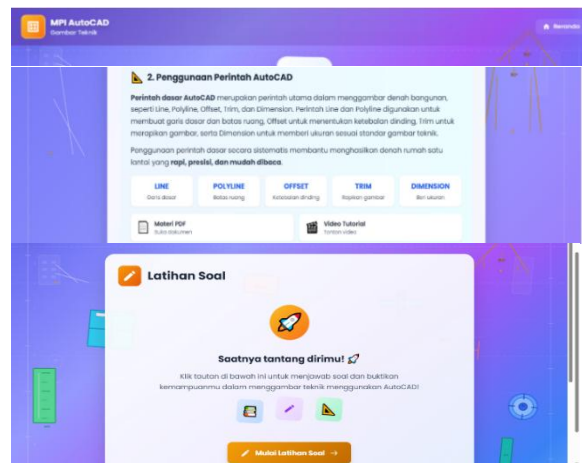 MPI AutoCAD
Gambar Teknik
Beranda
2. Penggunaan Perintah AutoCAD
Perintah dasar AutoCAD merupakan perintah utama dalam menggambar denah bangunan,
seperti Line, Polyline, Offset, Trim, dan Dimension. Perintah Line dan Polyline digunakan untuk
membuat garis dasar dan batas ruang, Offset untuk menentukan ketebalan dinding, Trim untuk
merapikan gambar, serta Dimension untuk memberi ukuran sesuai standar gambar teknik.
Penggunaan perintah dasar secara sistematis membantu menghasilkan denah rumah satu
lantai yang rapi, presisi, dan mudah dibaca.
LINE POLYLINE OFFSET TRIM DIMENSION
Garis dasar Batas ruang Ketebalan dinding Rapikan gambar Beri ukuran
Materi PDF Video Tutorial
Buka dokumen Tonton video
Latihan Soal
Saatnya tantang dirimu!
Klik tautan di bawah ini untuk menjawab soal dan buktikan
kemampuanmu dalam menggambar teknik menggunakan AutoCAD!
Mulai Latihan Soal →